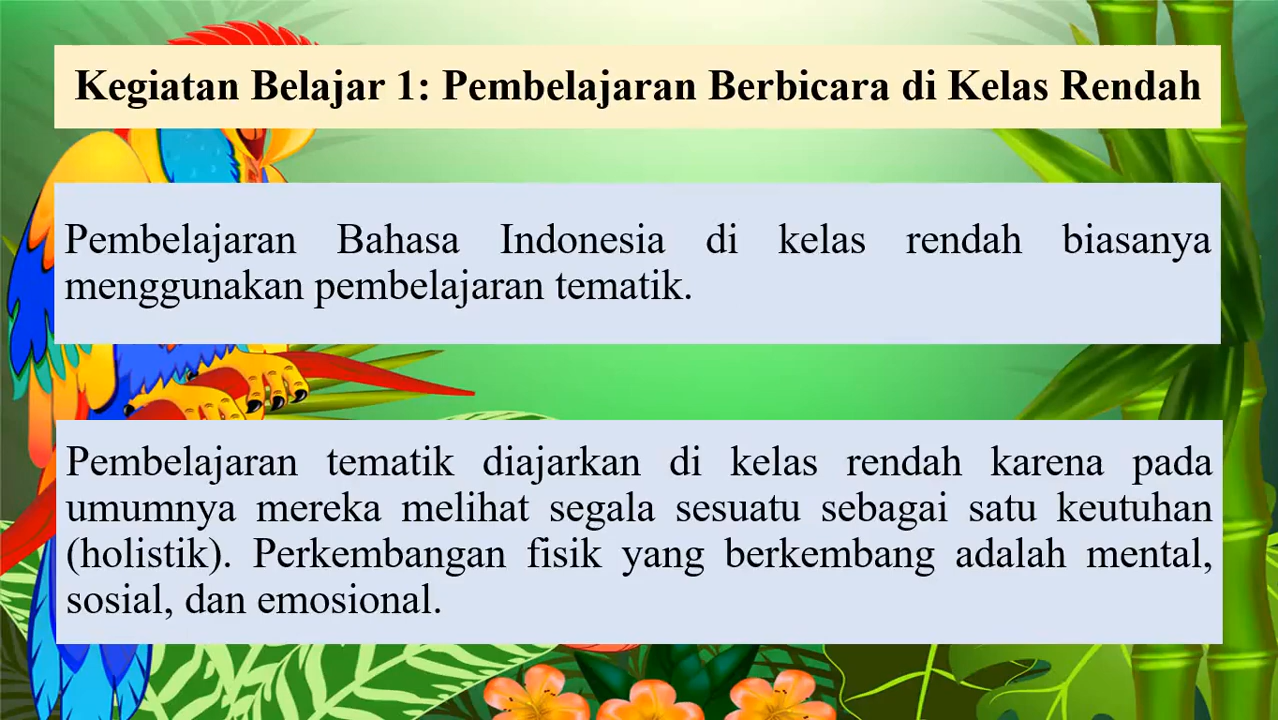 Kegiatan Belajar 1: Pembelajaran Berbicara di Kelas Rendah
Pembelajaran Bahasa Indonesia di kelas rendah biasanya
menggunakan pembelajaran tematik.
Pembelajaran tematik diajarkan di kelas rendah karena pada
umumnya mereka melihat segala sesuatu sebagai satu keutuhan
(holistik). Perkembangan fisik yang berkembang adalah mental,
sosial, dan emosional.